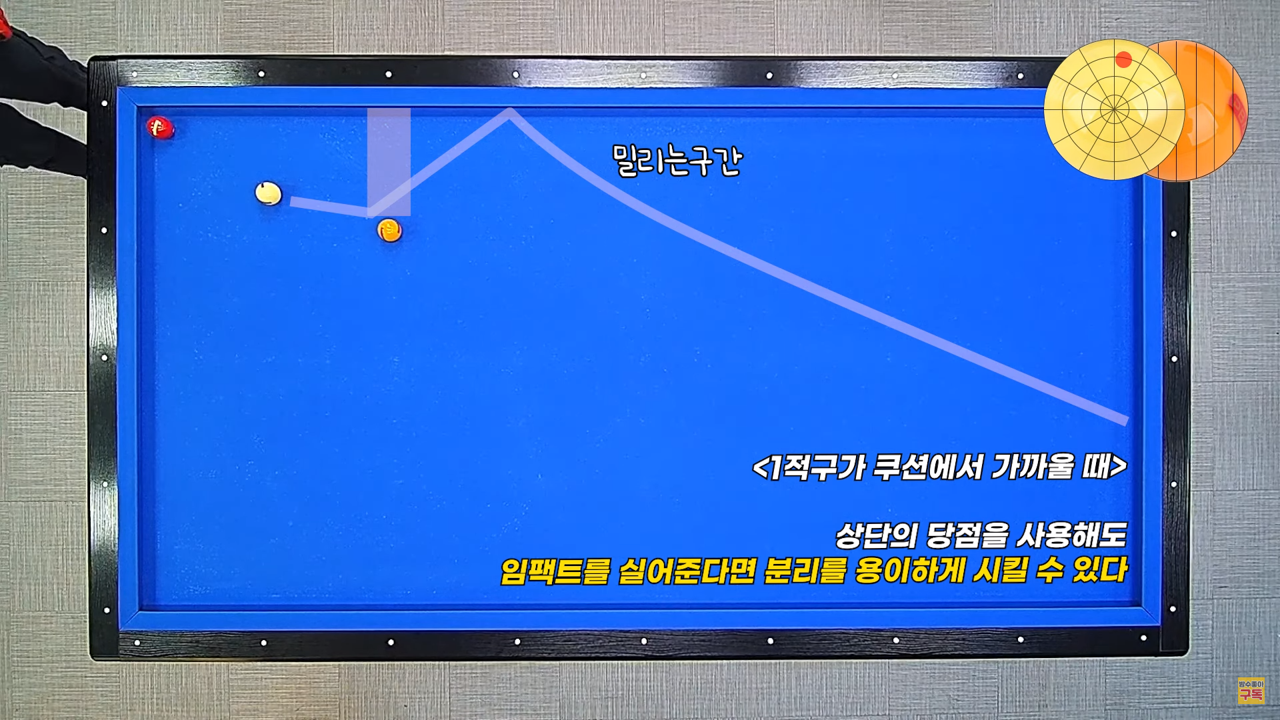 밀리는구간
<1적구가 쿠션에서 가까울 때>
상단의 당점을 사용해도
임팩트를 실어준다면 분리를 용이하게 시킬 수 있다
구독